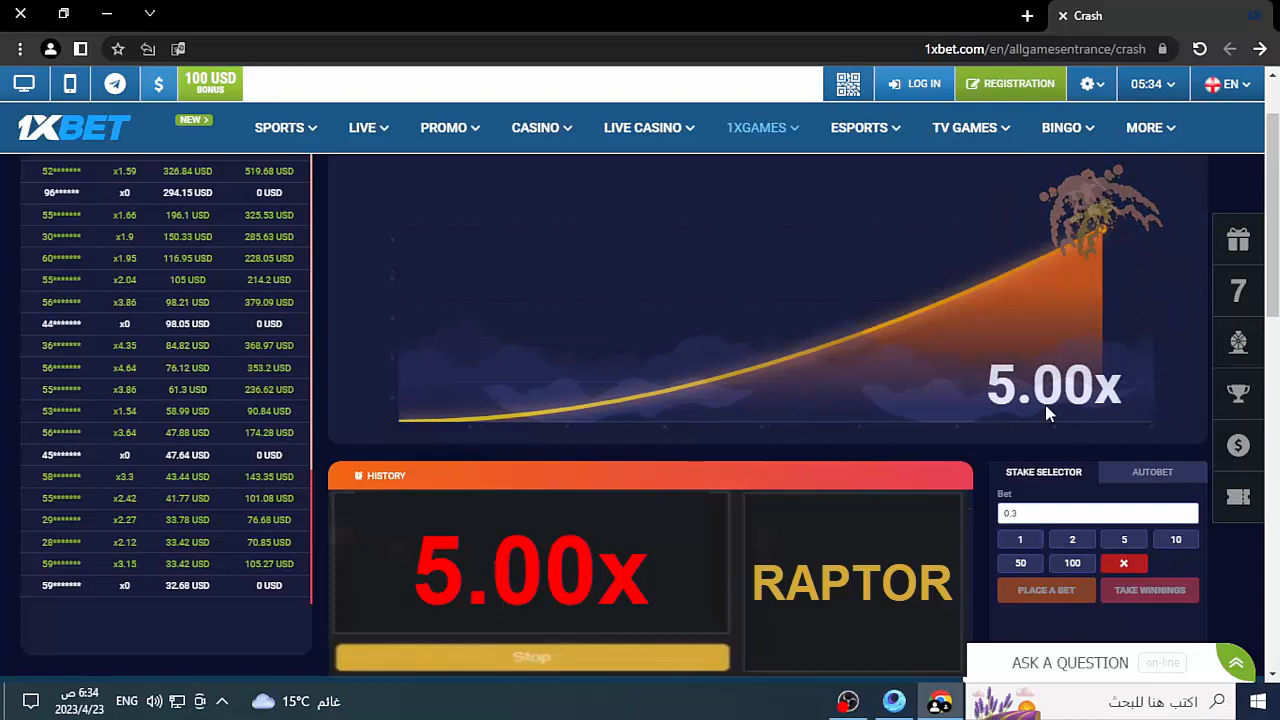 Crash
1xbet.com/en/allgamesentrance/crash
100 USD
BONUS
LOG IN
REGISTRATION
05:34
EN
1XBET
NEW >
SPORTS
LIVE
PROMO
CASINO
LIVE CASINO
1XGAMES
ESPORTS
TV GAMES
BINGO
MORE
52******* x1.59 326.84 USD 519.68 USD
96****** x0 294.15 USD 0 USD
55******* x1.66 196.1 USD 325.53 USD
30******* x1.9 150.33 USD 285.63 USD
60******* x1.95 116.95 USD 228.05 USD
55******* x2.04 105 USD 214.2 USD
56******* x3.86 98.21 USD 379.09 USD
44******* x0 98.05 USD 0 USD
36******* x4.35 84.82 USD 368.97 USD
56******* x4.64 76.12 USD 353.2 USD
55******* x3.86 61.3 USD 236.62 USD
53******* x1.54 58.99 USD 90.84 USD
56******* x3.64 47.88 USD 174.28 USD
45******* x0 47.64 USD 0 USD
58******* x3.3 43.44 USD 143.35 USD
55******* x2.42 41.77 USD 101.08 USD
29******* x2.27 33.78 USD 76.68 USD
28******* x2.12 33.42 USD 70.85 USD
59******* x3.15 33.42 USD 105.27 USD
59******* x0 32.68 USD 0 USD
5.00x
HISTORY
5.00x
RAPTOR
Stop
STAKE SELECTOR
AUTOBET
Bet
0.3
1 2 5 10
50 100
PLACE A BET
TAKE WINNINGS
7
ASK A QUESTION
on-line
6:34 ص
2023/4/23
ENG
15°C غائم
اكتب هنا للبحث